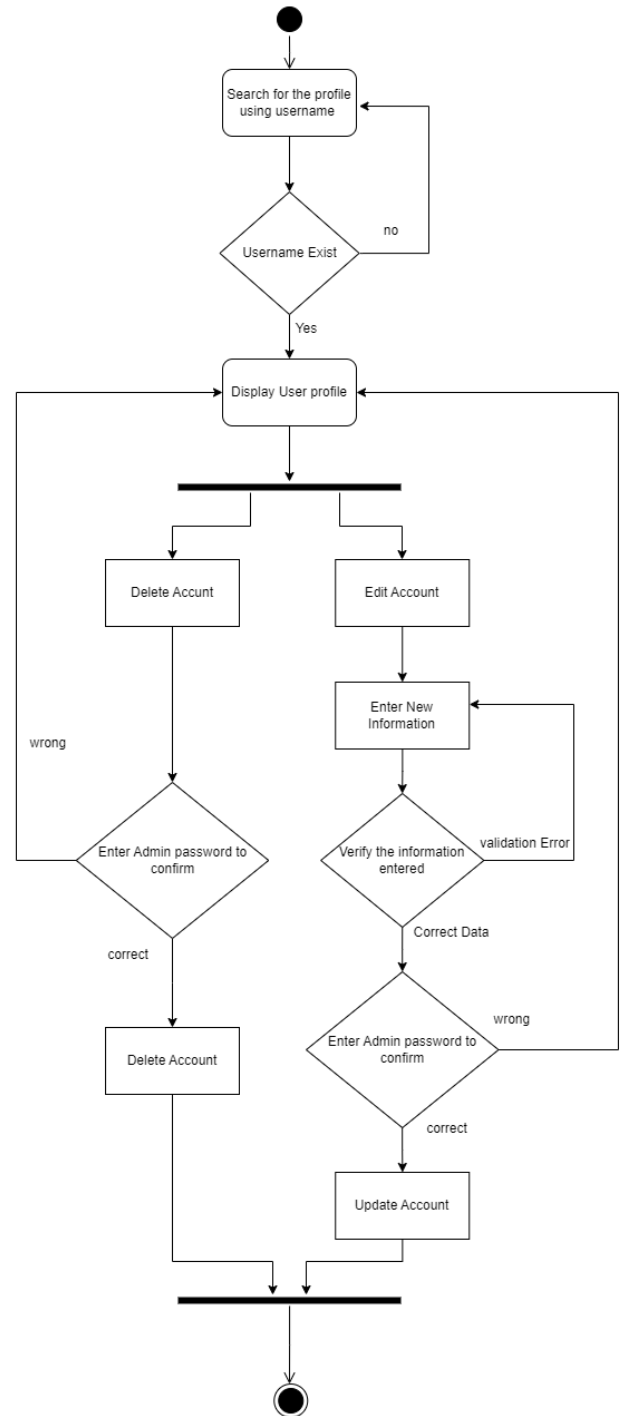 Search for the profile
using username
no
Username Exist
Yes
Display User profile
Delete Accunt
Edit Account
Enter New
Information
wrong
validation Error
Enter Admin password to
confirm
Verify the information
entered
Correct Data
correct
wrong
Enter Admin password to
confirm
Delete Account
correct
Update Account